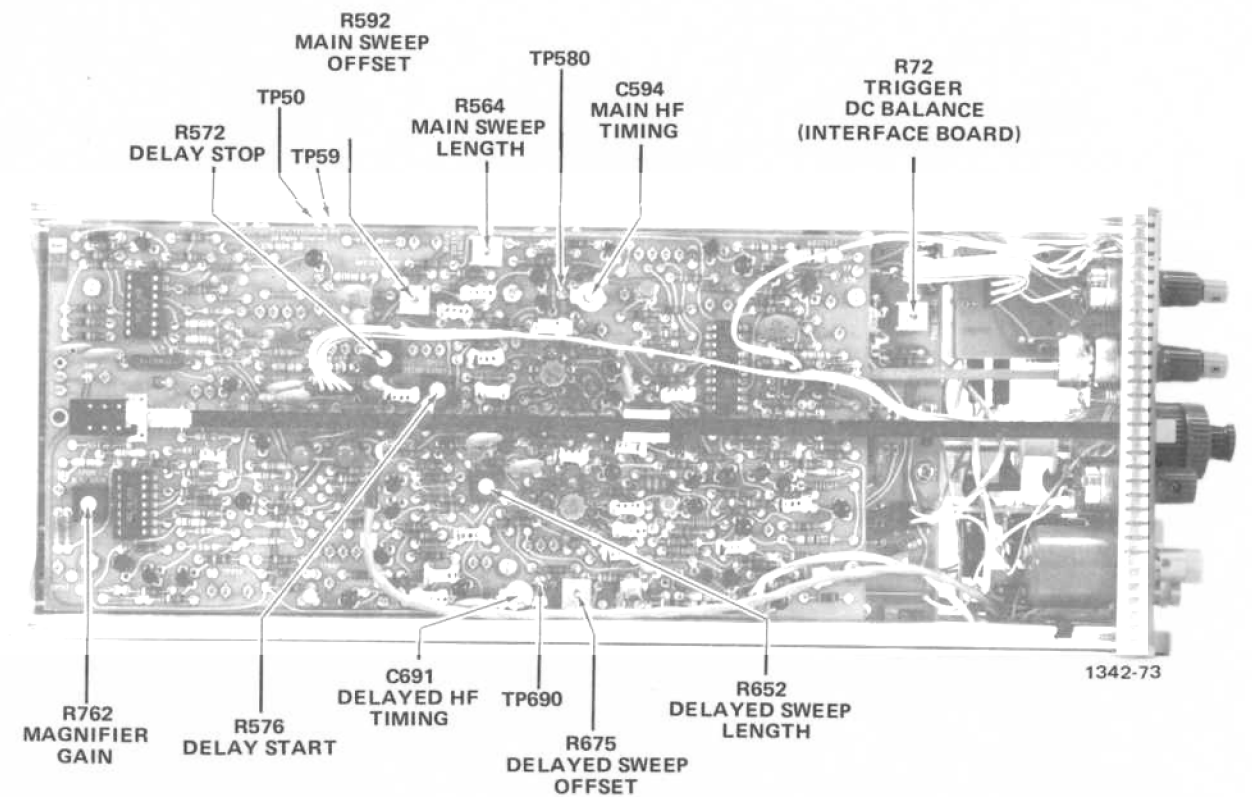 R592
MAIN SWEEP
OFFSET
TP580
R72
TRIGGER
DC BALANCE
(INTERFACE BOARD)
C594
MAIN HF
TIMING
TP50
R564
MAIN SWEEP
LENGTH
R572
DELAY STOP
TP59
1342-73
C691
DELAYED HF
TIMING
TP690
R652
DELAYED SWEEP
LENGTH
R762
MAGNIFIER
GAIN
R576
DELAY START
R675
DELAYED SWEEP
OFFSET